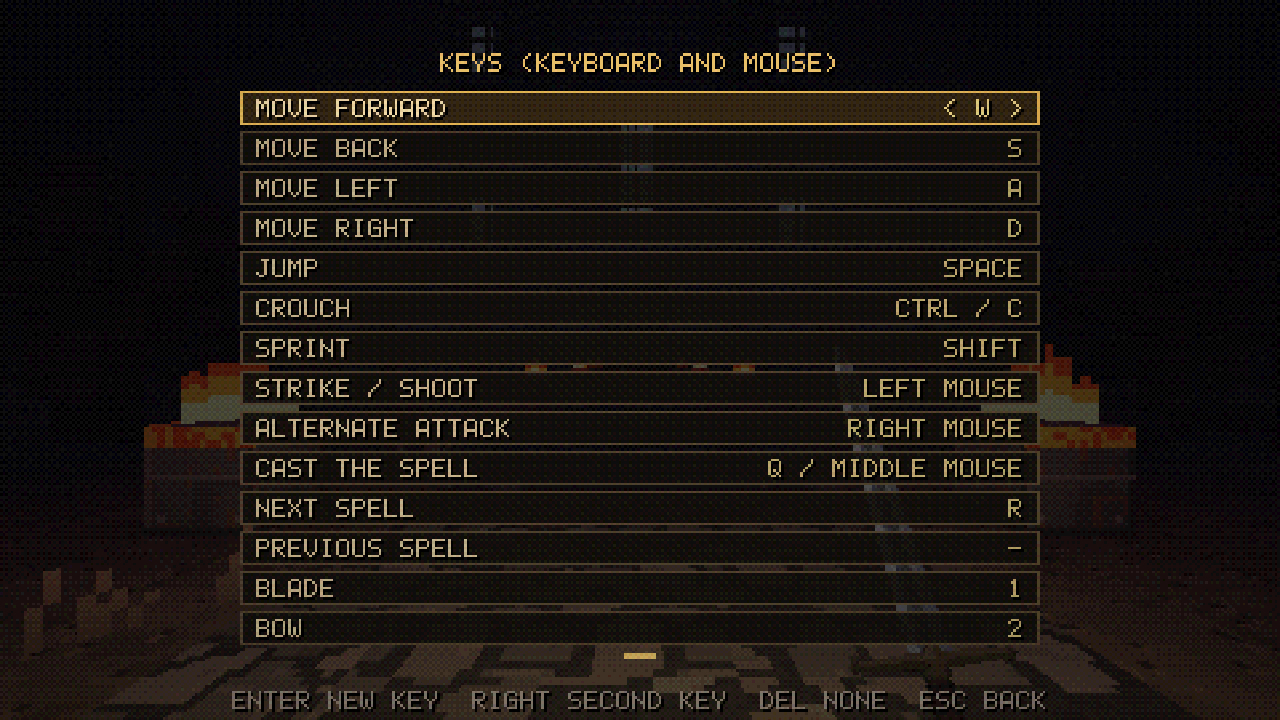 KEYS (KEYBOARD AND MOUSE)
MOVE FORWARD < W >
MOVE BACK S
MOVE LEFT A
MOVE RIGHT D
JUMP SPACE
CROUCH CTRL / C
SPRINT SHIFT
STRIKE / SHOOT LEFT MOUSE
ALTERNATE ATTACK RIGHT MOUSE
CAST THE SPELL Q / MIDDLE MOUSE
NEXT SPELL R
PREVIOUS SPELL –
BLADE 1
BOW 2
ENTER NEW KEY RIGHT SECOND KEY DEL NONE ESC BACK